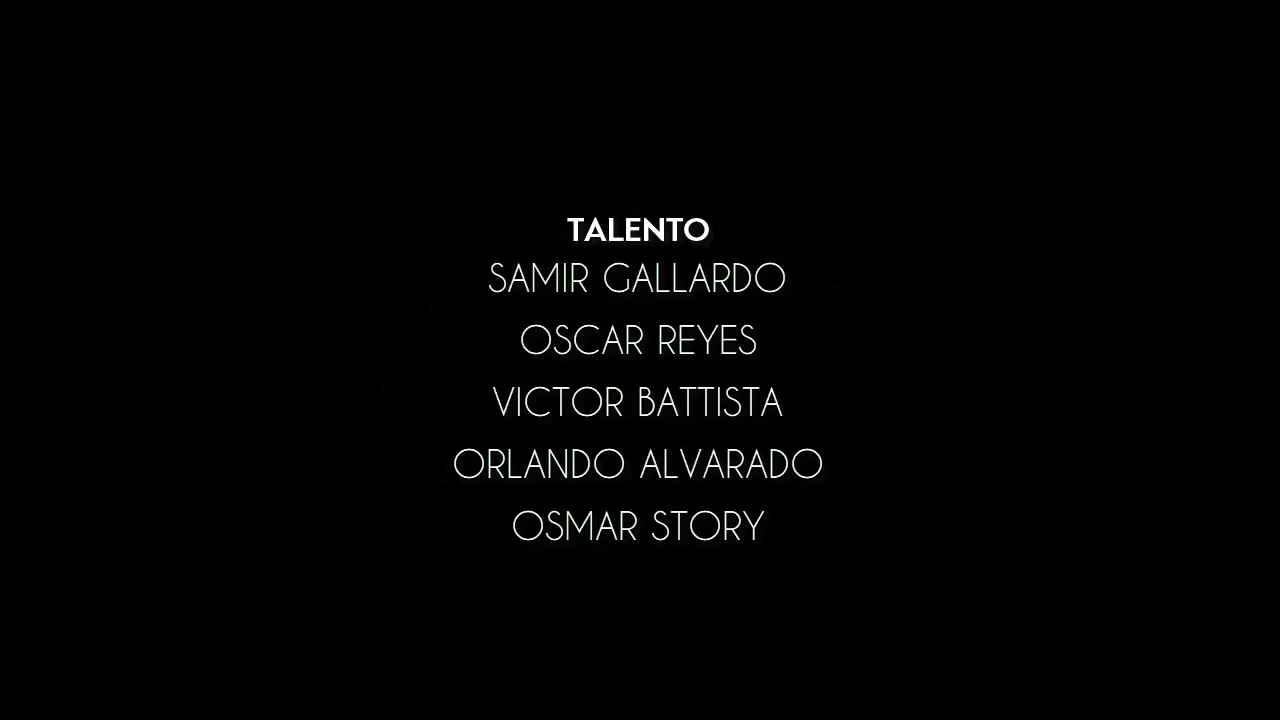 TALENTO
SAMIR GALLARDO
OSCAR REYES
VICTOR BATTISTA
ORLANDO ALVARADO
OSMAR STORY